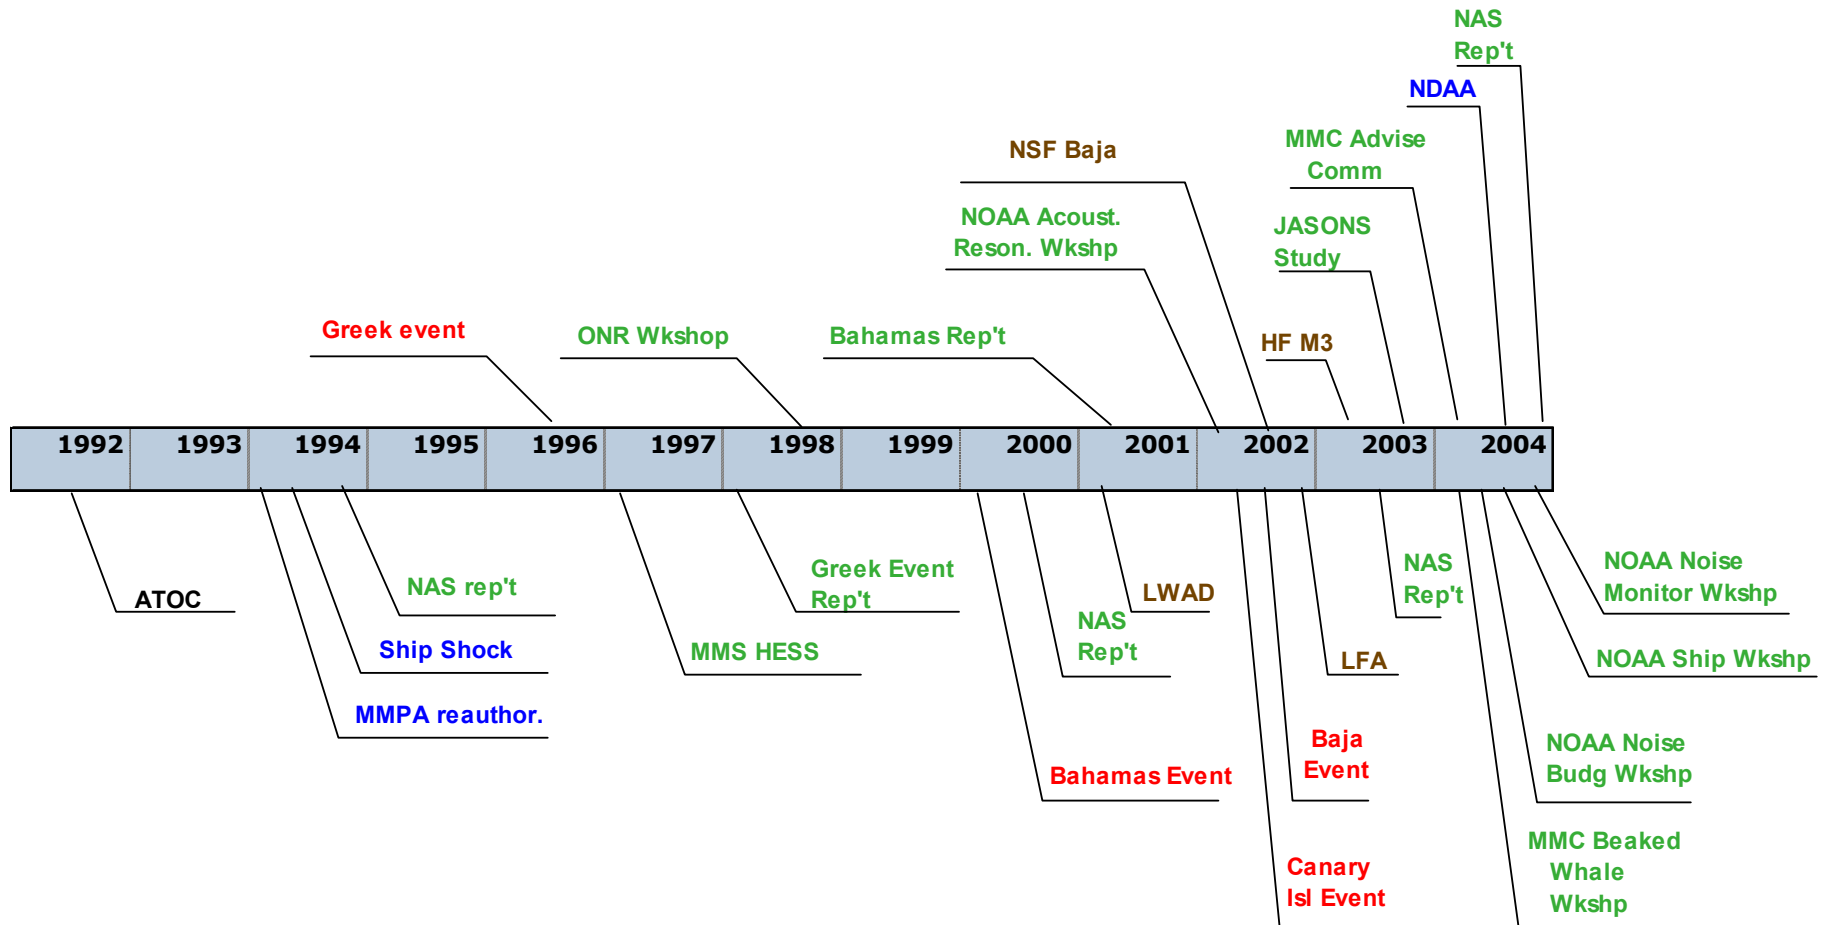 NAS
Rep't
NDAA
MMC Advise
Comm
NSF Baja
NOAA Acoust.
Reson. Wkshp
JASONS
Study
Greek event
ONR Wkshop
Bahamas Rep't
HF M3
1992 1993 1994 1995 1996 1997 1998 1999 2000 2001 2002 2003 2004
ATOC
NAS rep't
Ship Shock
MMPA reauthor.
Greek Event
Rep't
MMS HESS
NAS
Rep't
LWAD
LFA
NAS
Rep't
NOAA Noise
Monitor Wkshp
NOAA Ship Wkshp
Bahamas Event
Baja
Event
NOAA Noise
Budg Wkshp
Canary
Isl Event
MMC Beaked
Whale
Wkshp